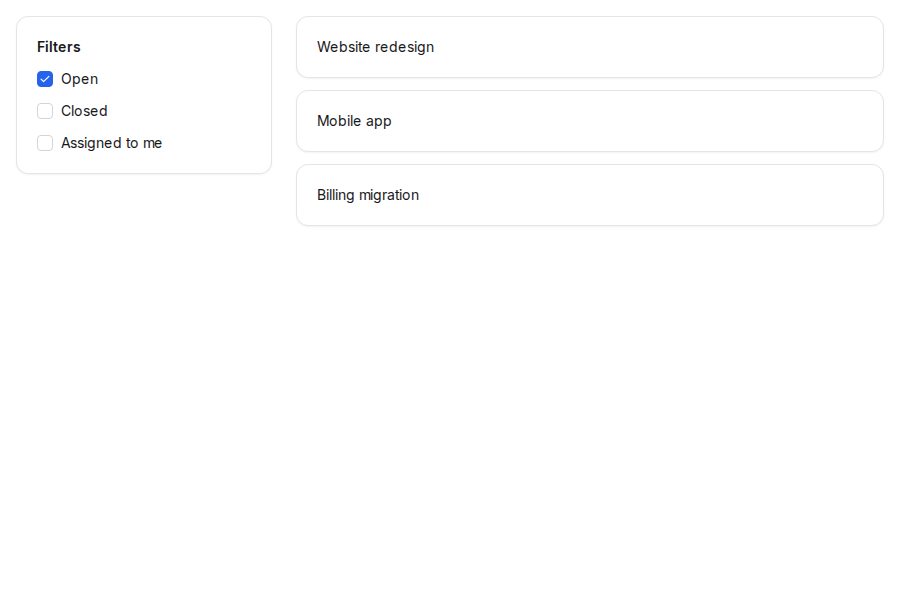 Filters
Open
Closed
Assigned to me
Website redesign
Mobile app
Billing migration